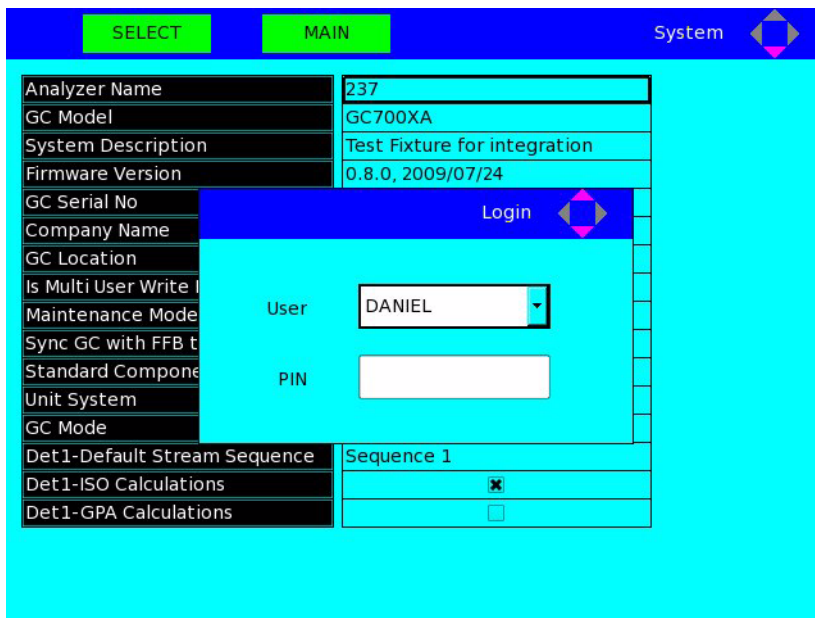 SELECT MAIN System
Analyzer Name 237
GC Model GC700XA
System Description Test Fixture for integration
Firmware Version 0.8.0, 2009/07/24
GC Serial No
Company Name
GC Location
Is Multi User Write
Maintenance Mode
Sync GC with FFB
Standard
Unit System
GC Mode
Login
User DANIEL
PIN
Det1-Default Stream Sequence Sequence 1
Det1-ISO Calculations
Det1-GPA Calculations